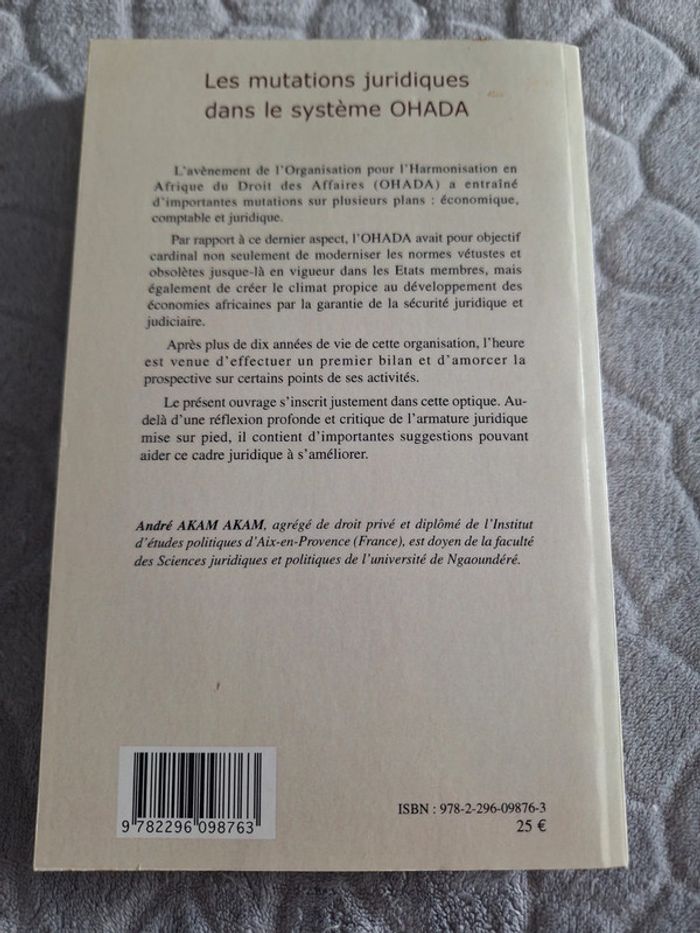 Les mutations juridiques
dans le système OHADA
L'avènement de l'Organisation pour l'Harmonisation en
Afrique du Droit des Affaires (OHADA) a entraîné
d'importantes mutations sur plusieurs plans : économique,
comptable et juridique.
Par rapport à ce dernier aspect, l'OHADA avait pour objectif
cardinal non seulement de moderniser les normes vétustes et
obsolètes jusque-là en vigueur dans les Etats membres, mais
également de créer le climat propice au développement des
économies africaines par la garantie de la sécurité juridique et
judiciaire.
Après plus de dix années de vie de cette organisation, l'heure
est venue d'effectuer un premier bilan et d'amorcer la
prospective sur certains points de ses activités.
Le présent ouvrage s'inscrit justement dans cette optique. Au-
delà d'une réflexion profonde et critique de l'armature juridique
mise sur pied, il contient d'importantes suggestions pouvant
aider ce cadre juridique à s'améliorer.
André AKAM AKAM, agrégé de droit privé et diplômé de l'Institut
d'études politiques d'Aix-en-Provence (France), est doyen de la faculté
des Sciences juridiques et politiques de l'université de Ngaoundéré.
ISBN : 978-2-296-09876-3
25 €
9 782296 098763